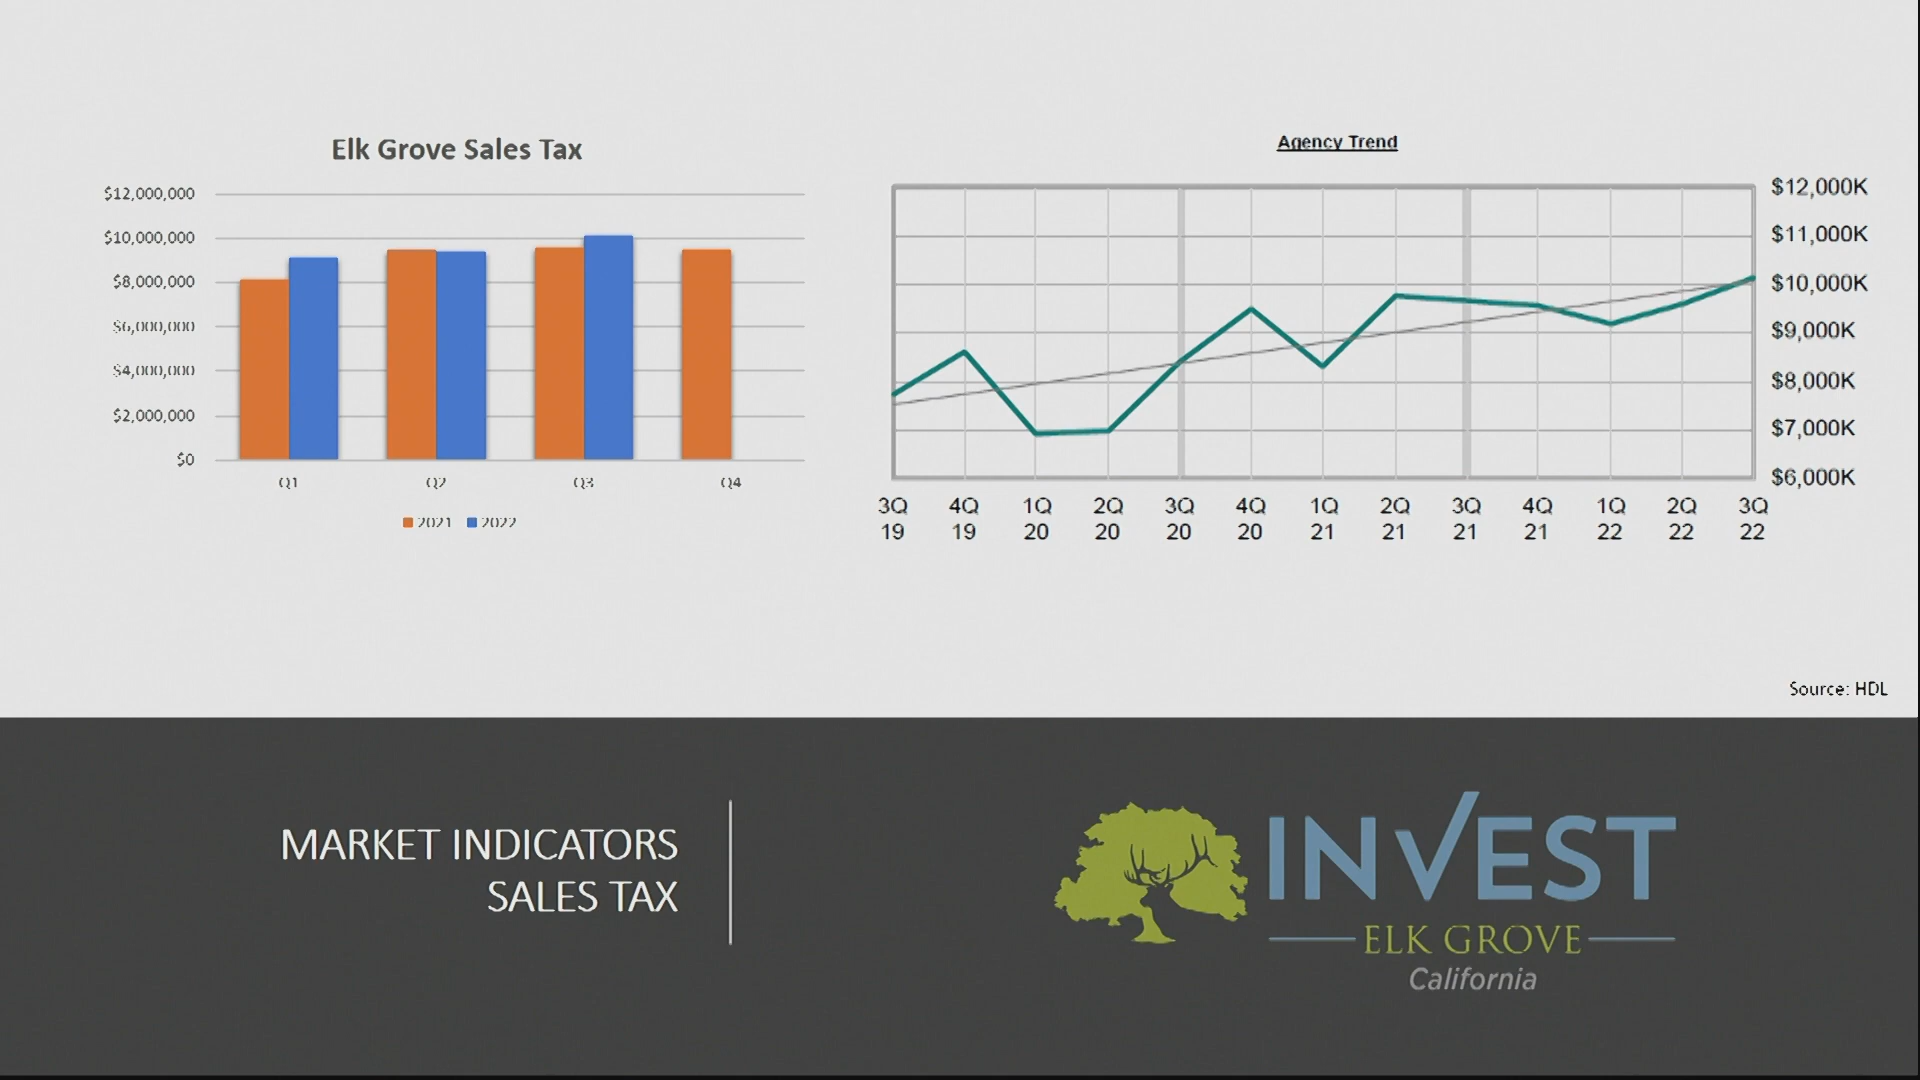 Elk Grove Sales Tax
$12,000,000
$10,000,000
$8,000,000
$6,000,000
$4,000,000
$2,000,000
$0
Q1 Q2 Q3 Q4
2021 2022
Agency Trend
$12,000K
$11,000K
$10,000K
$9,000K
$8,000K
$7,000K
$6,000K
3Q 4Q 1Q 2Q 3Q 4Q 1Q 2Q 3Q 4Q 1Q 2Q 3Q
19 19 20 20 20 20 21 21 21 21 22 22 22
Source: HDL
MARKET INDICATORS
SALES TAX
INVEST
ELK GROVE
California